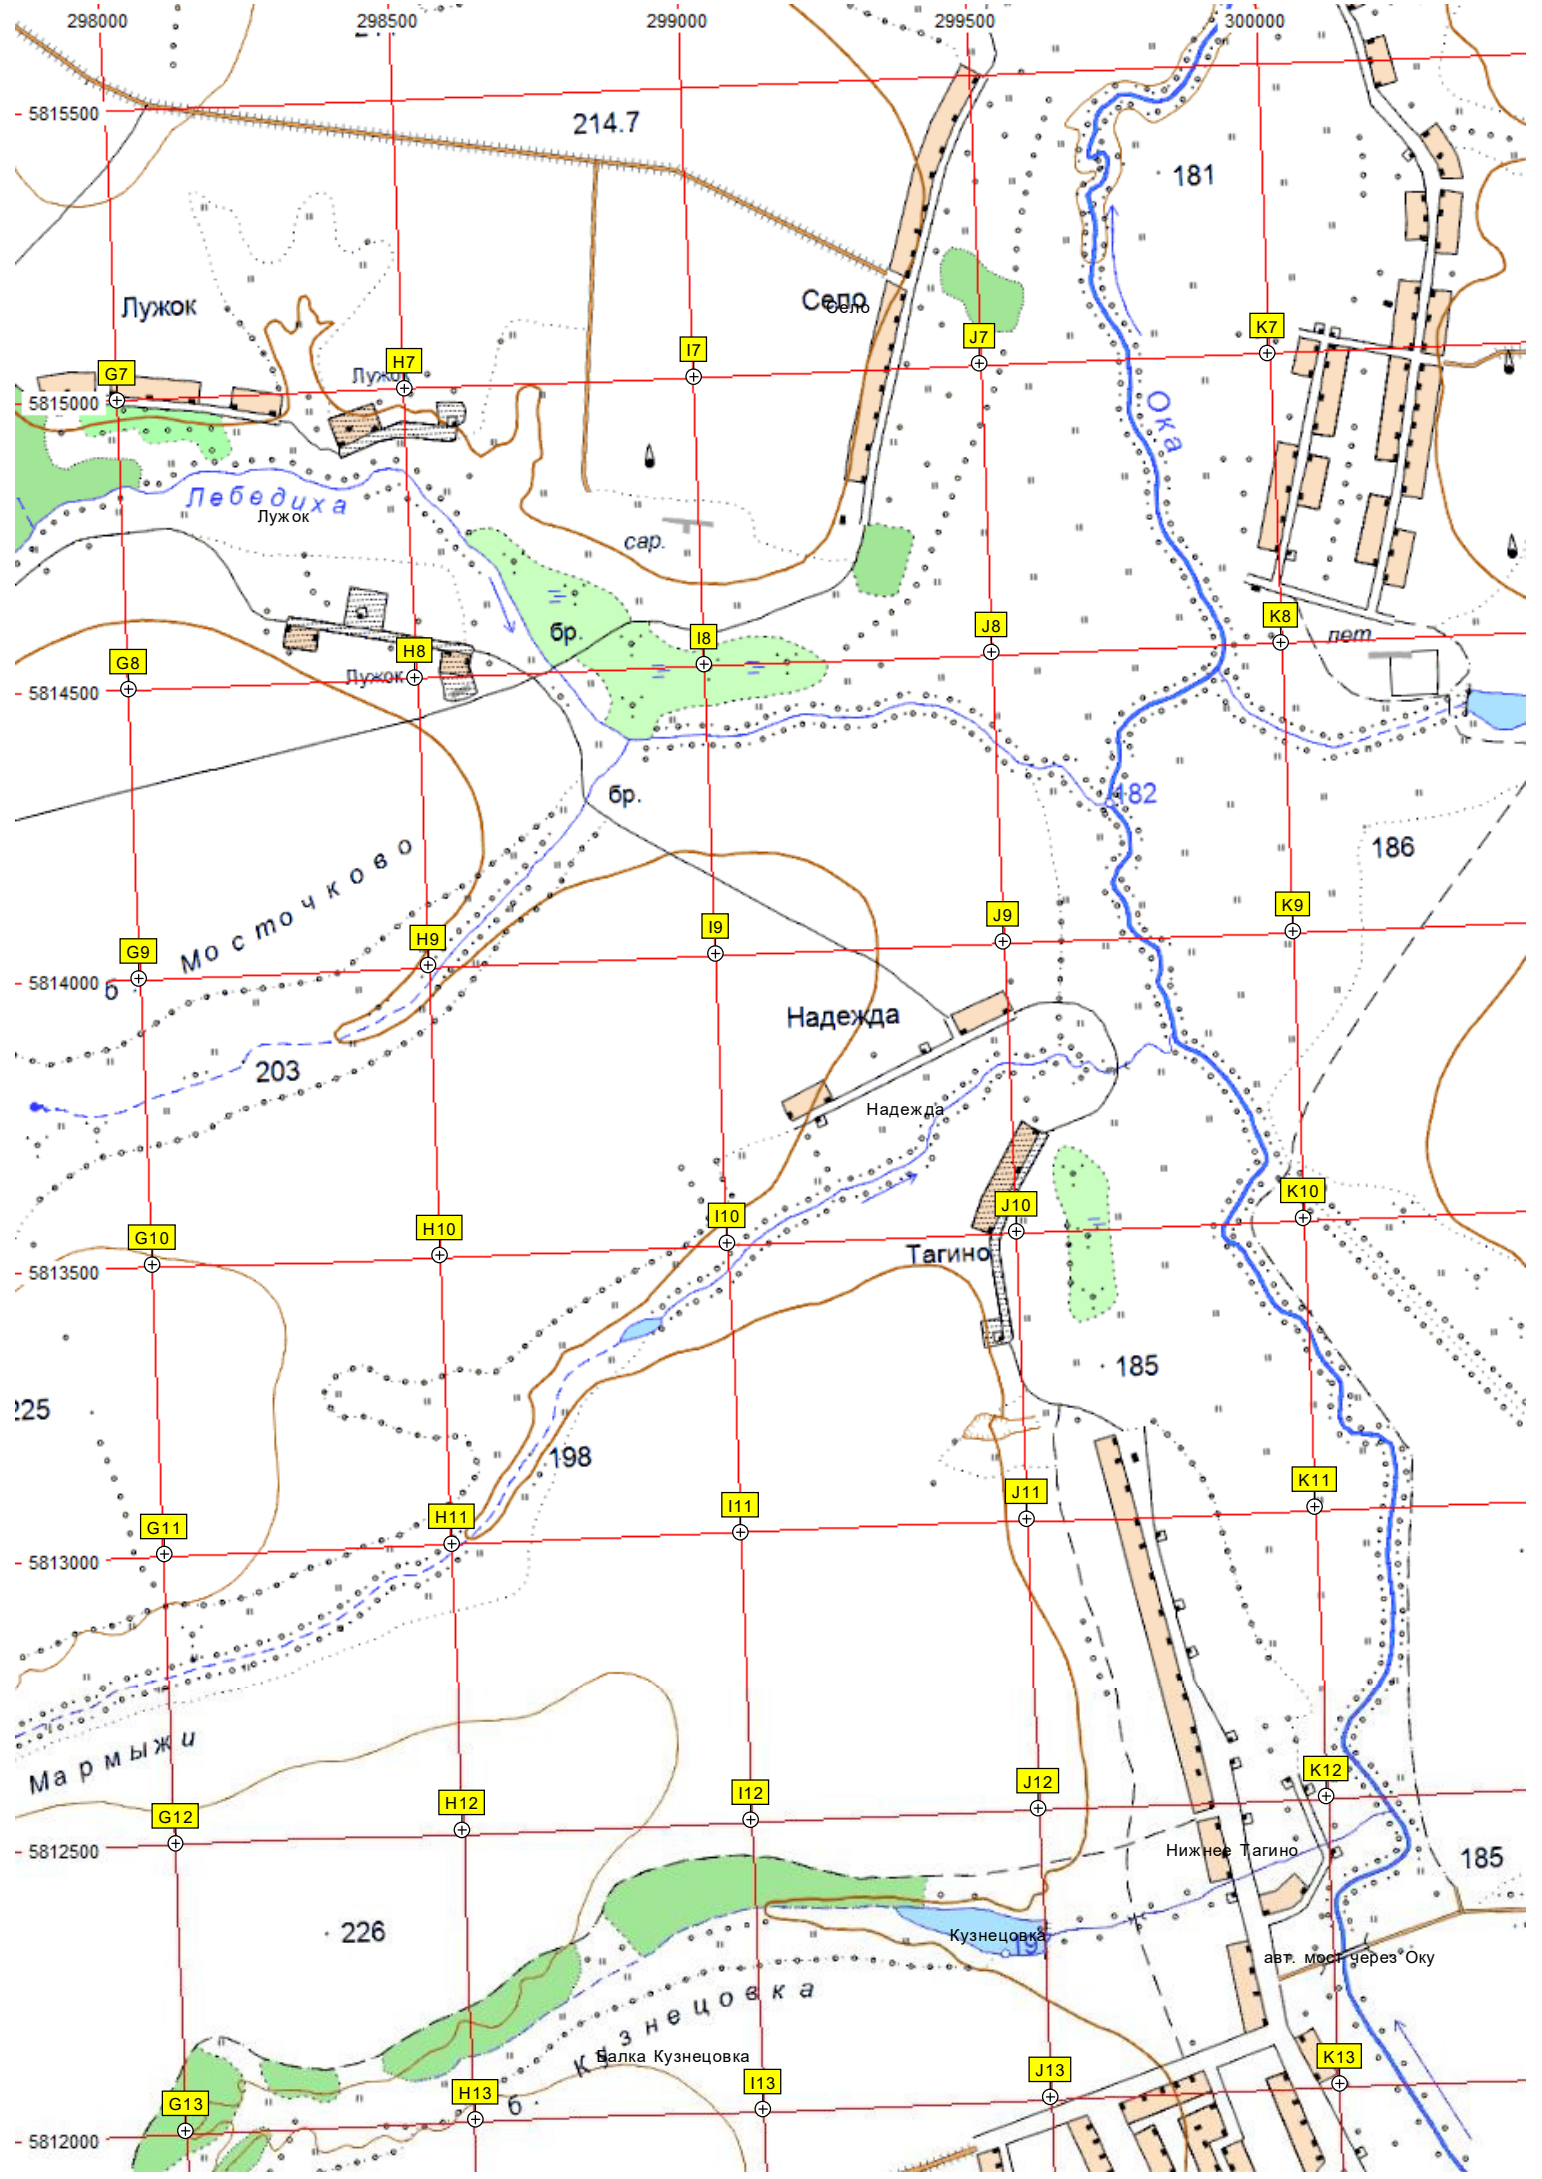 298000 298500 299000 299500 300000
5815500
214.7
181
Лужок
Село
Село
G7 H7 I7 J7 K7
Лужок
5815000
Ока
Лебедиха
Лужок
сар.
бр.
лет
G8 H8 I8 J8 K8
Лужок
5814500
бр.
182
186
Мосточково
G9 H9 I9 J9 K9
5814000
б
Надежда
203
Надежда
G10 H10 I10 J10 K10
Тагино
5813500
185
225
198
G11 H11 I11 J11 K11
5813000
Мармыжи
G12 H12 I12 J12 K12
5812500
Нижнее Тагино
185
226
Кузнецовка
19
авт. мост через Оку
Кузнецовка
Балка Кузнецовка
б.
G13 H13 I13 J13 K13
5812000